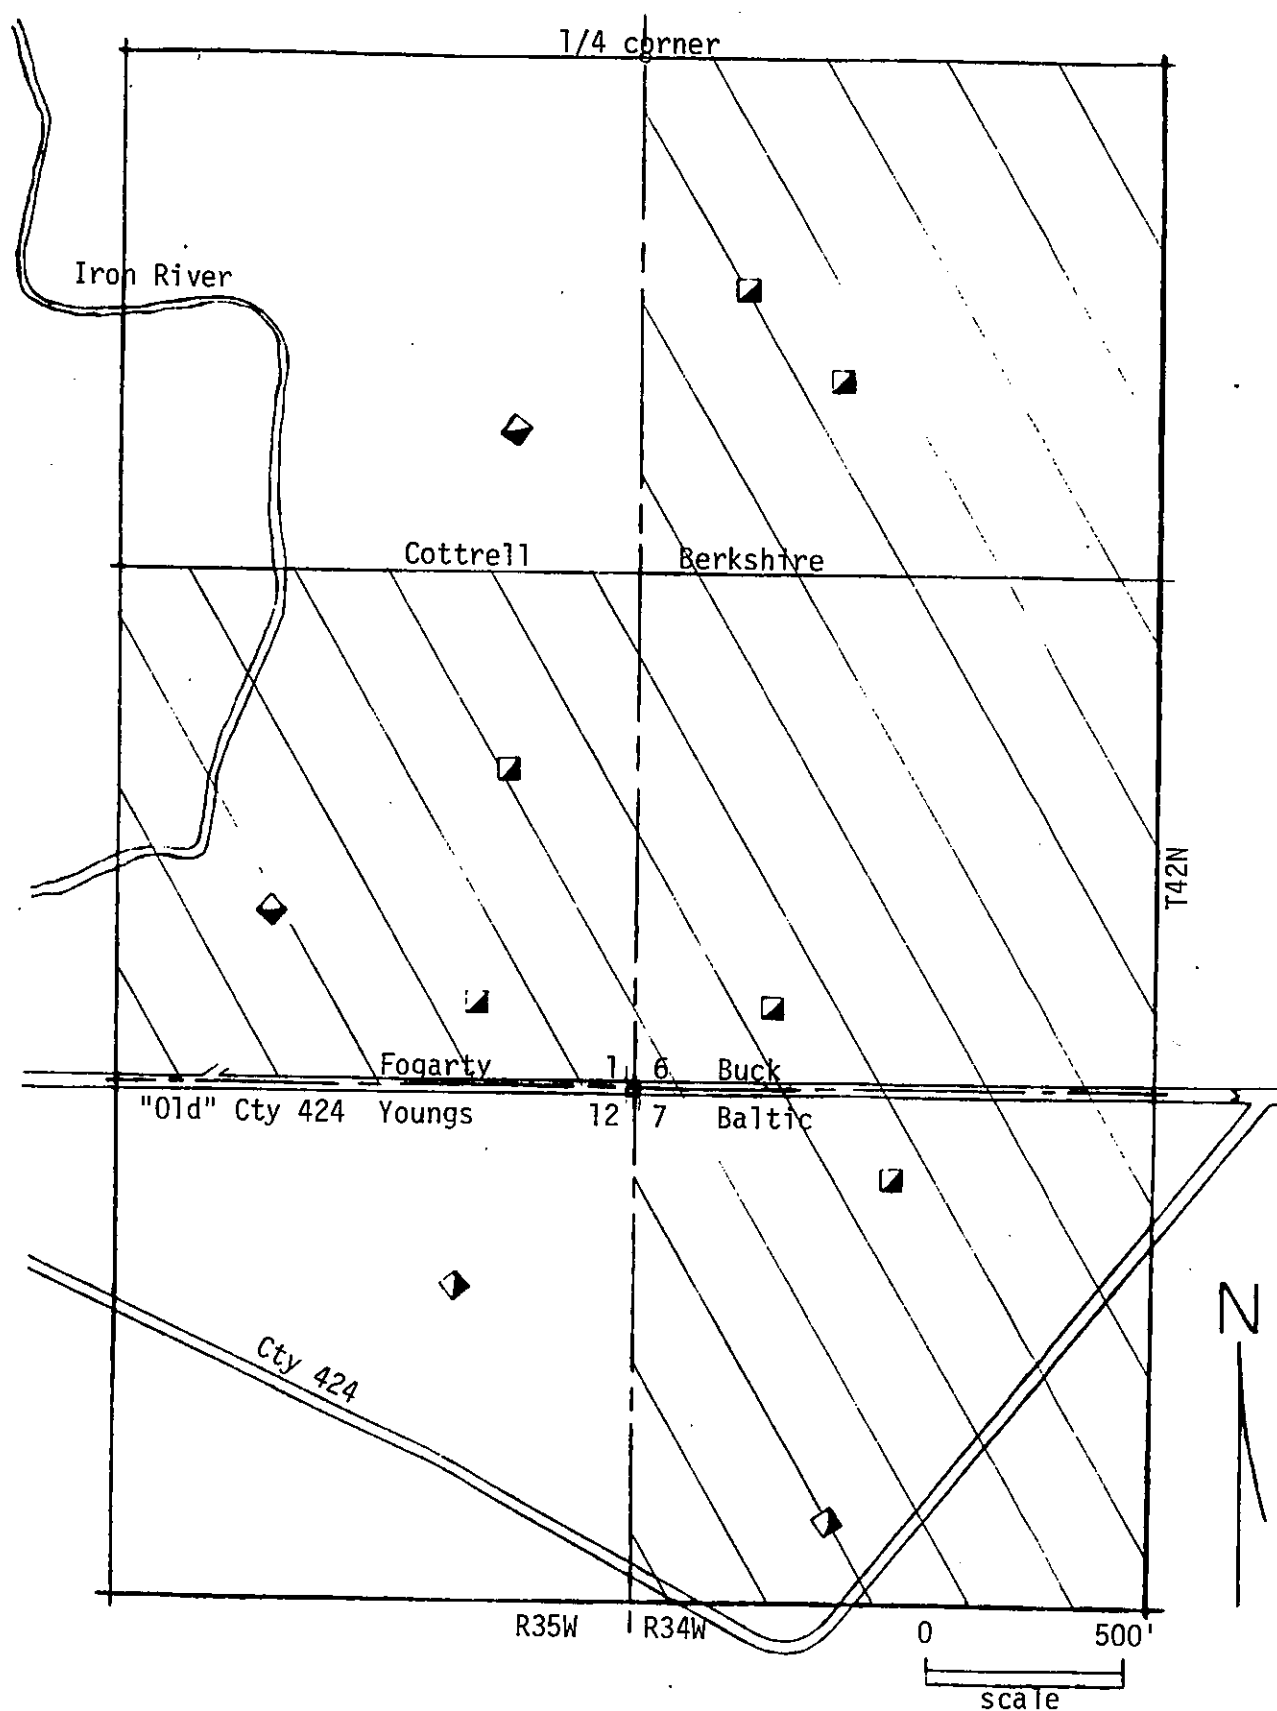 1/4 corner
Iron River
Cottrell
Berkshire
T42N
Fogarty
1
6
Buck
"Old" Cty 424
Youngs
12
7
Baltic
Cty 424
N
R35W
R34W
0
500'
scale